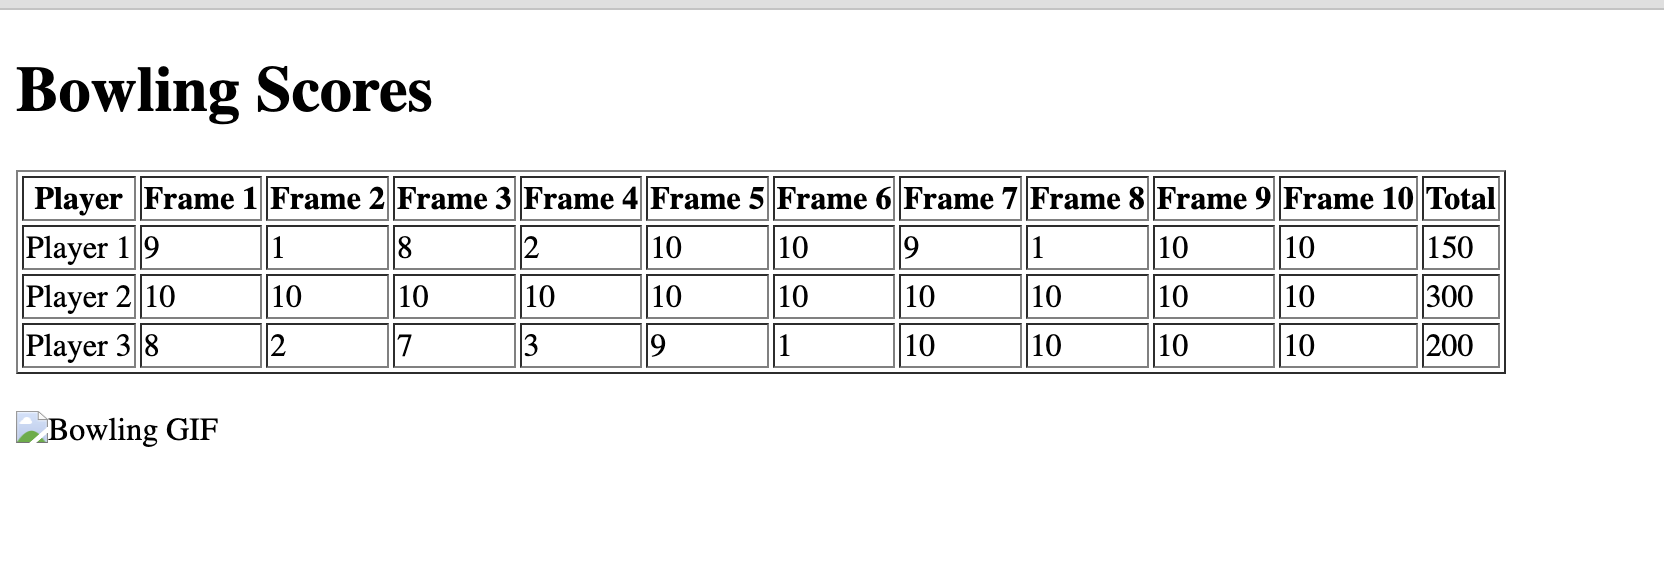 Bowling Scores
Player Frame 1 Frame 2 Frame 3 Frame 4 Frame 5 Frame 6 Frame 7 Frame 8 Frame 9 Frame 10 Total
Player 1 9 1 8 2 10 10 9 1 10 10 150
Player 2 10 10 10 10 10 10 10 10 10 10 300
Player 3 8 2 7 3 9 1 10 10 10 10 200
Bowling GIF